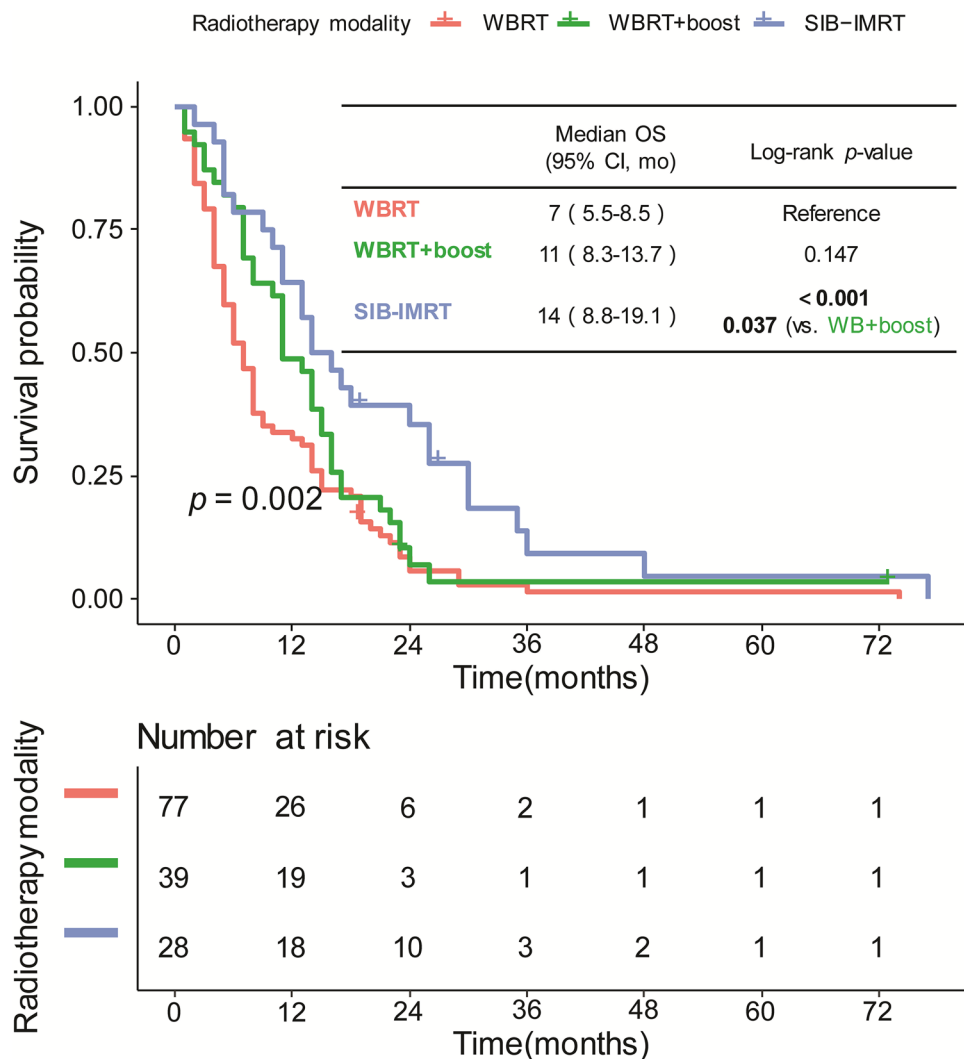 Radiotherapy modality WBRT WBRT+boost SIB−IMRT
Survival probability
1.00
0.75
0.50
0.25
0.00
Median OS
(95% CI, mo)
Log-rank p-value
WBRT 7 ( 5.5-8.5 ) Reference
WBRT+boost 11 ( 8.3-13.7 ) 0.147
SIB-IMRT 14 ( 8.8-19.1 ) < 0.001
0.037 (vs. WB+boost)
p = 0.002
0 12 24 36 48 60 72
Time(months)
Radiotherapy modality
Number at risk
77 26 6 2 1 1 1
39 19 3 1 1 1 1
28 18 10 3 2 1 1
0 12 24 36 48 60 72
Time(months)